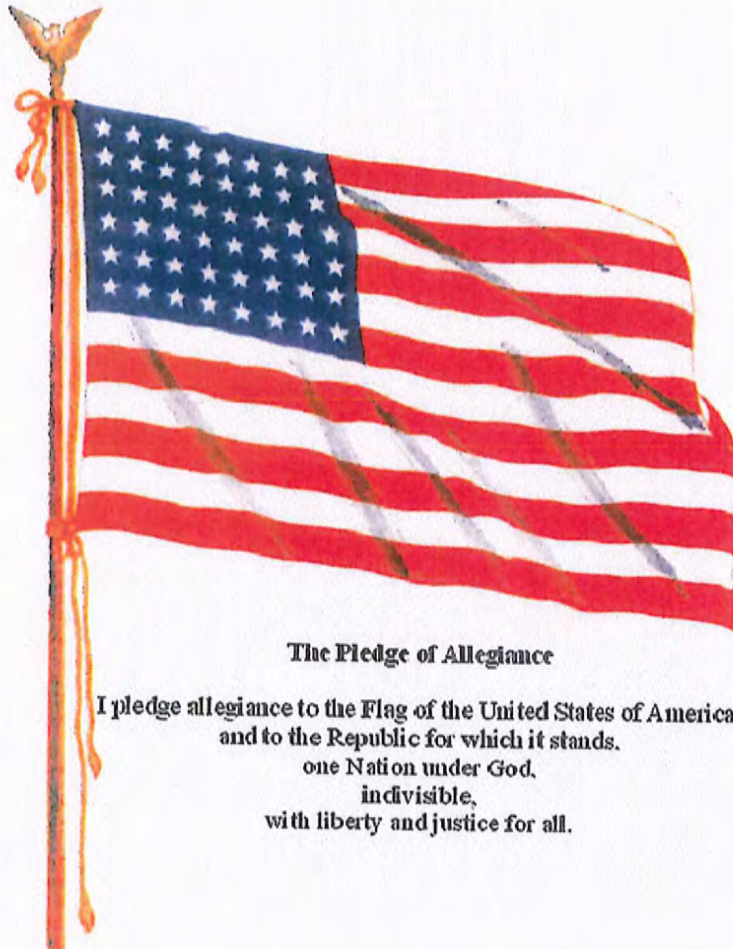 The Pledge of Allegiance
I pledge allegiance to the Flag of the United States of America
and to the Republic for which it stands.
one Nation under God,
indivisible,
with liberty and justice for all.